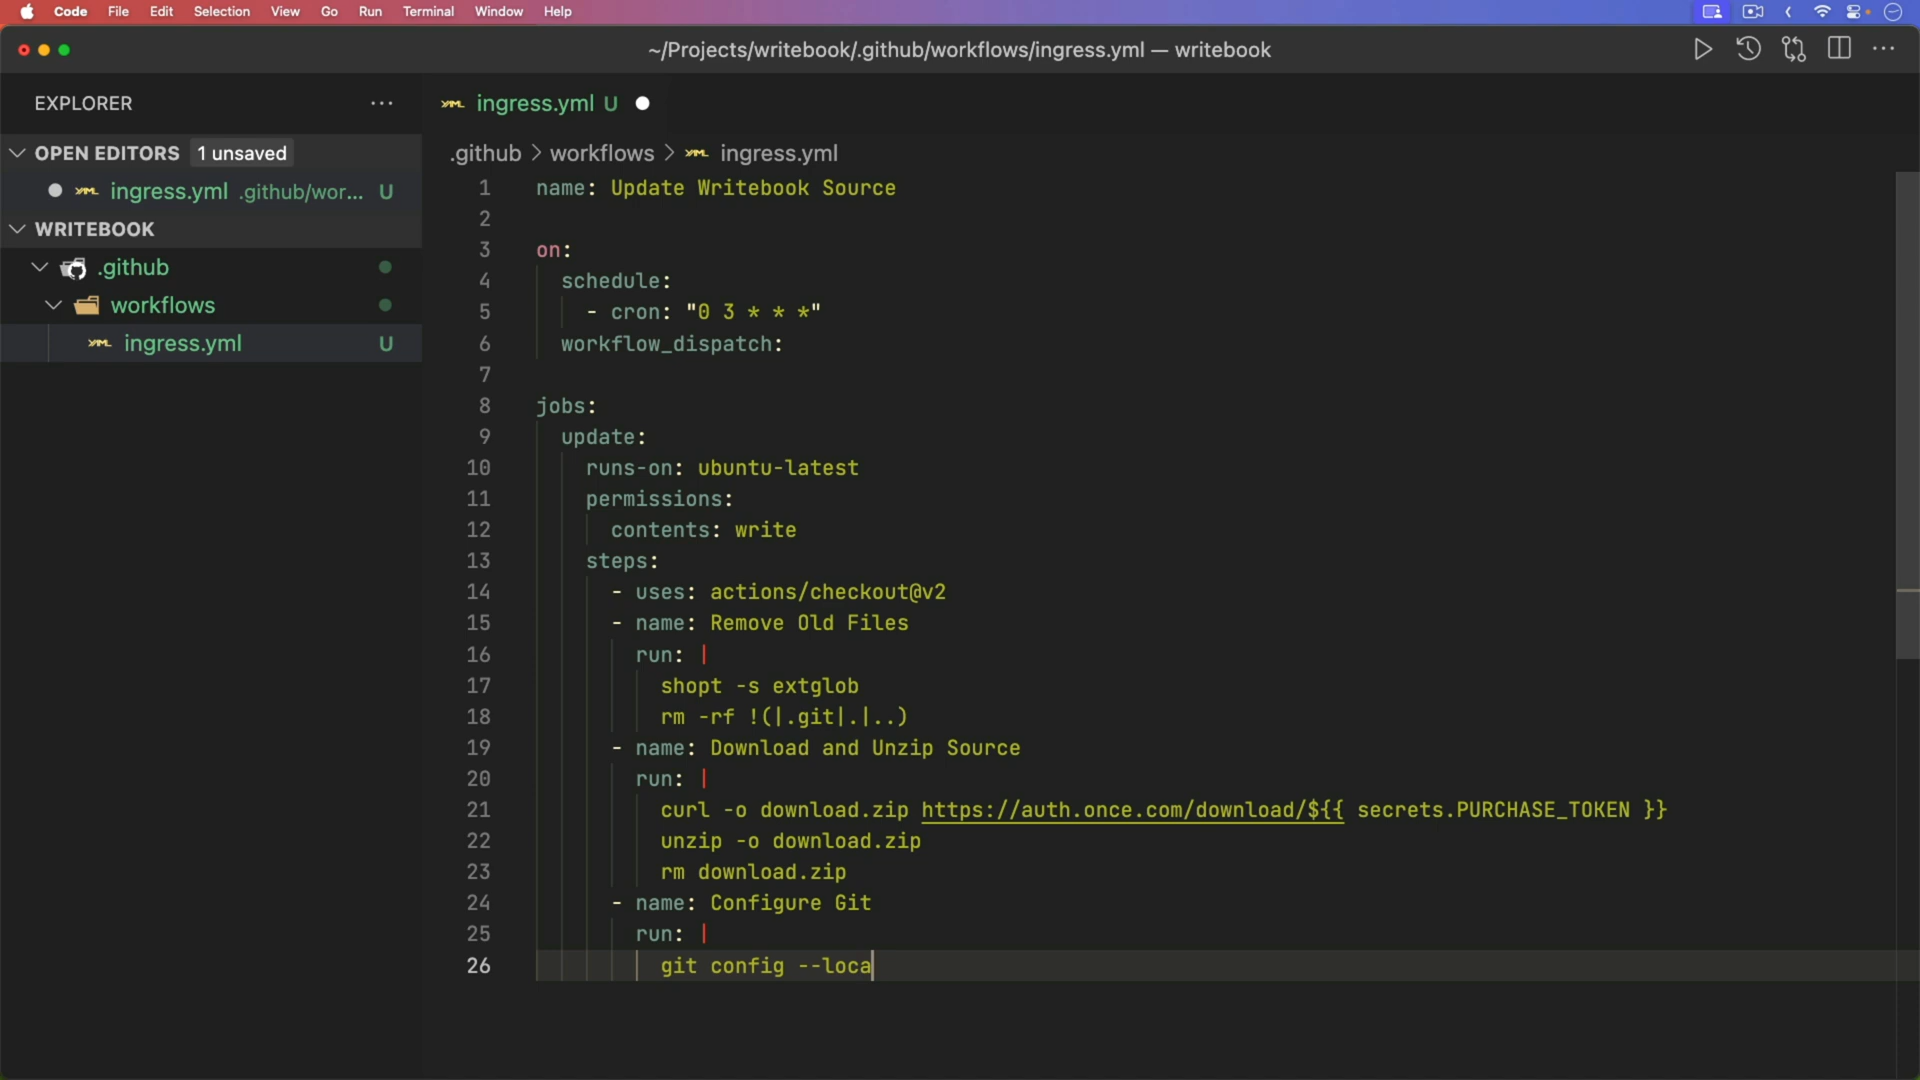 Code File Edit Selection View Go Run Terminal Window Help
~/Projects/writebook/.github/workflows/ingress.yml — writebook
EXPLORER
OPEN EDITORS 1 unsaved
ingress.yml .github/wor... U
WRITEBOOK
.github
workflows
ingress.yml U
ingress.yml U
.github > workflows > ingress.yml
1 name: Update Writebook Source
2
3 on:
4 schedule:
5 - cron: "0 3 * * *"
6 workflow_dispatch:
7
8 jobs:
9 update:
10 runs-on: ubuntu-latest
11 permissions:
12 contents: write
13 steps:
14 - uses: actions/checkout@v2
15 - name: Remove Old Files
16 run: |
17 shopt -s extglob
18 rm -rf !(|.git|.|..)
19 - name: Download and Unzip Source
20 run: |
21 curl -o download.zip https://auth.once.com/download/${{ secrets.PURCHASE_TOKEN }}
22 unzip -o download.zip
23 rm download.zip
24 - name: Configure Git
25 run: |
26 git config --loca